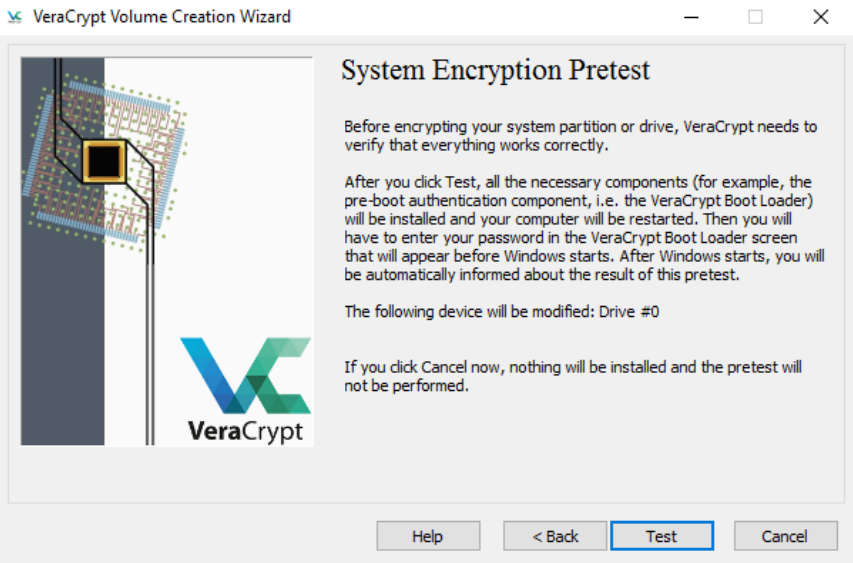 VeraCrypt Volume Creation Wizard
System Encryption Pretest
Before encrypting your system partition or drive, VeraCrypt needs to
verify that everything works correctly.
After you click Test, all the necessary components (for example, the
pre-boot authentication component, i.e. the VeraCrypt Boot Loader)
will be installed and your computer will be restarted. Then you will
have to enter your password in the VeraCrypt Boot Loader screen
that will appear before Windows starts. After Windows starts, you will
be automatically informed about the result of this pretest.
The following device will be modified: Drive #0
If you click Cancel now, nothing will be installed and the pretest will
not be performed.
VeraCrypt
Help
< Back
Test
Cancel